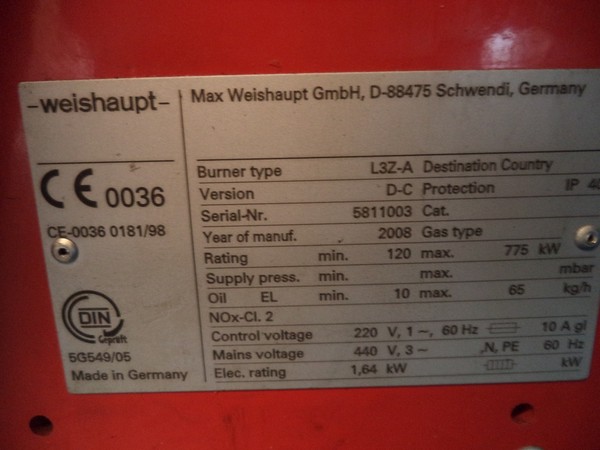 -weishaupt-
Max Weishaupt GmbH, D-88475 Schwendi, Germany
CE 0036
CE-0036 0181/98
DIN
Geprüft
5G549/05
Made in Germany
Burner type L3Z-A Destination Country
Version D-C Protection IP 40
Serial-Nr. 5811003 Cat.
Year of manuf. 2008 Gas type
Rating min. 120 max. 775 kW
Supply press. min. max. mbar
Oil EL min. 10 max. 65 kg/h
NOx-Cl. 2
Control voltage 220 V, 1~, 60 Hz 10 A gl
Mains voltage 440 V, 3~ ,N, PE 60 Hz
Elec. rating 1,64 kW kW